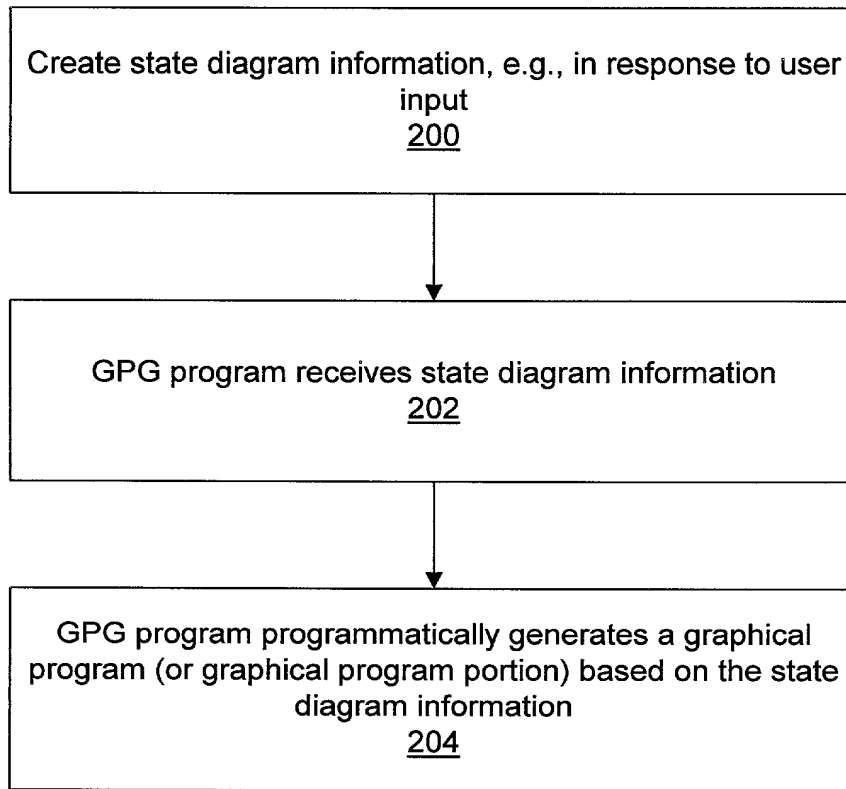 Create state diagram information, e.g., in response to user
input
200
GPG program receives state diagram information
202
GPG program programmatically generates a graphical
program (or graphical program portion) based on the state
diagram information
204